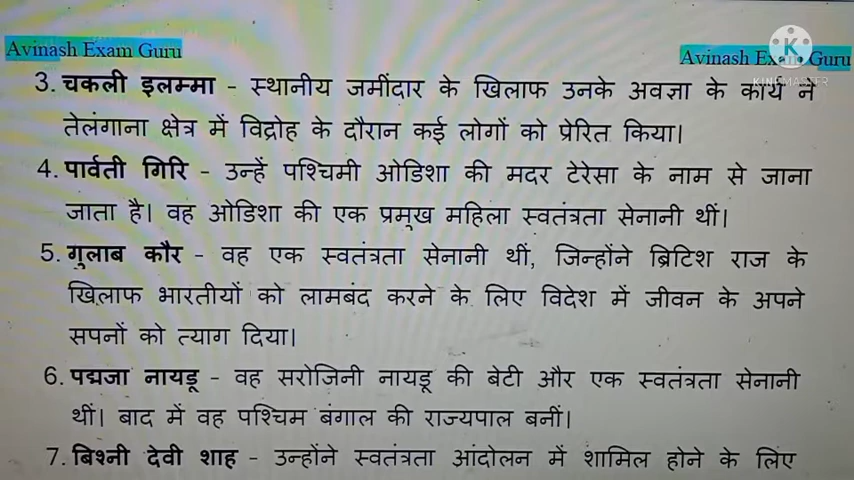 Avinash Exam Guru
Avinash Exam Guru
KINEMASTER
3. चकली इलम्मा - स्थानीय जमींदार के खिलाफ उनके अवज्ञा के कार्य ने
तेलंगाना क्षेत्र में विद्रोह के दौरान कई लोगों को प्रेरित किया।
4. पार्वती गिरि - उन्हें पश्चिमी ओडिशा की मदर टेरेसा के नाम से जाना
जाता है। वह ओडिशा की एक प्रमुख महिला स्वतंत्रता सेनानी थीं।
5. गुलाब कौर - वह एक स्वतंत्रता सेनानी थीं, जिन्होंने ब्रिटिश राज के
खिलाफ भारतीयों को लामबंद करने के लिए विदेश में जीवन के अपने
सपनों को त्याग दिया।
6. पद्मजा नायडू - वह सरोजिनी नायडू की बेटी और एक स्वतंत्रता सेनानी
थीं। बाद में वह पश्चिम बंगाल की राज्यपाल बनीं।
7. बिश्नी देवी शाह - उन्होंने स्वतंत्रता आंदोलन में शामिल होने के लिए